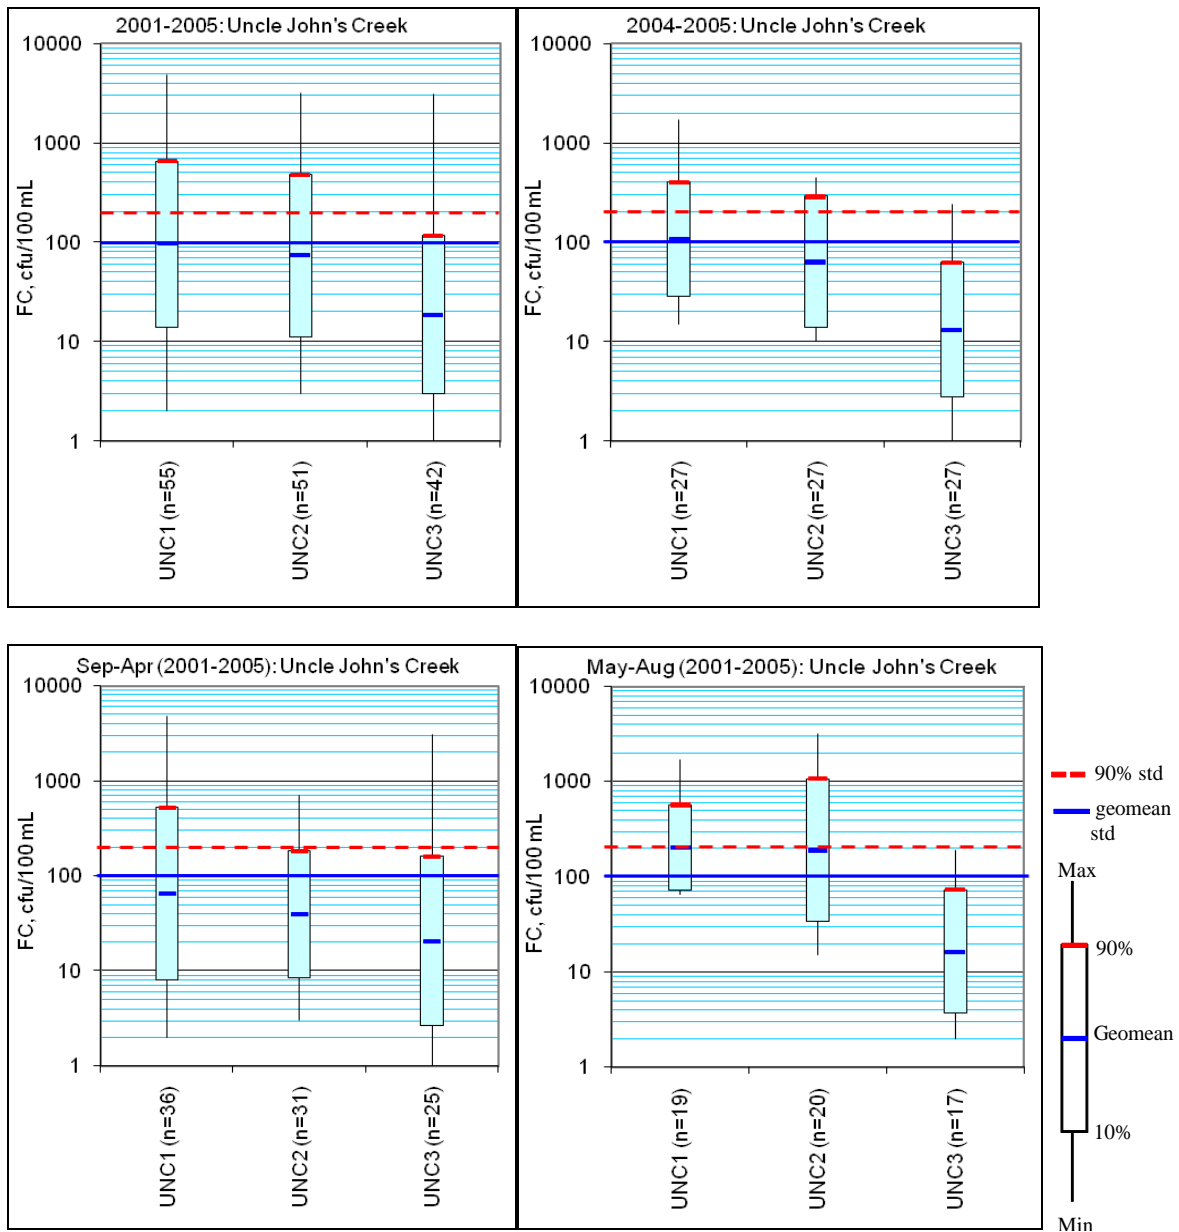 2001-2005: Uncle John's Creek
10000
1000
100
10
1
FC, cfu/100 mL
UNC1 (n=55)
UNC2 (n=51)
UNC3 (n=42)
2004-2005: Uncle John's Creek
10000
1000
100
10
1
FC, cfu/100 mL
UNC1 (n=27)
UNC2 (n=27)
UNC3 (n=27)
Sep-Apr (2001-2005): Uncle John's Creek
10000
1000
100
10
1
FC, cfu/100 mL
UNC1 (n=36)
UNC2 (n=31)
UNC3 (n=25)
May-Aug (2001-2005): Uncle John's Creek
10000
1000
100
10
1
FC, cfu/100 mL
UNC1 (n=19)
UNC2 (n=20)
UNC3 (n=17)
90% std
geomean
std
Max
90%
Geomean
10%
Min